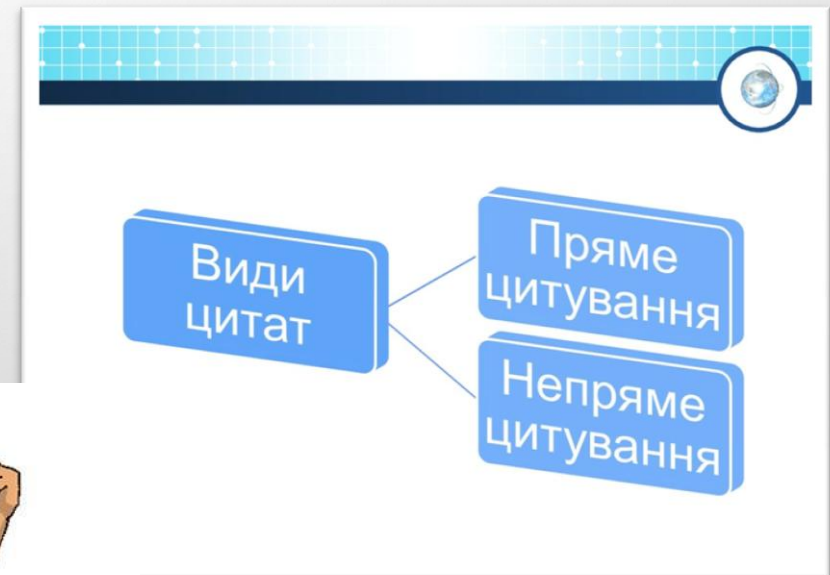 Види
цитат
Пряме
цитування
Непряме
цитування